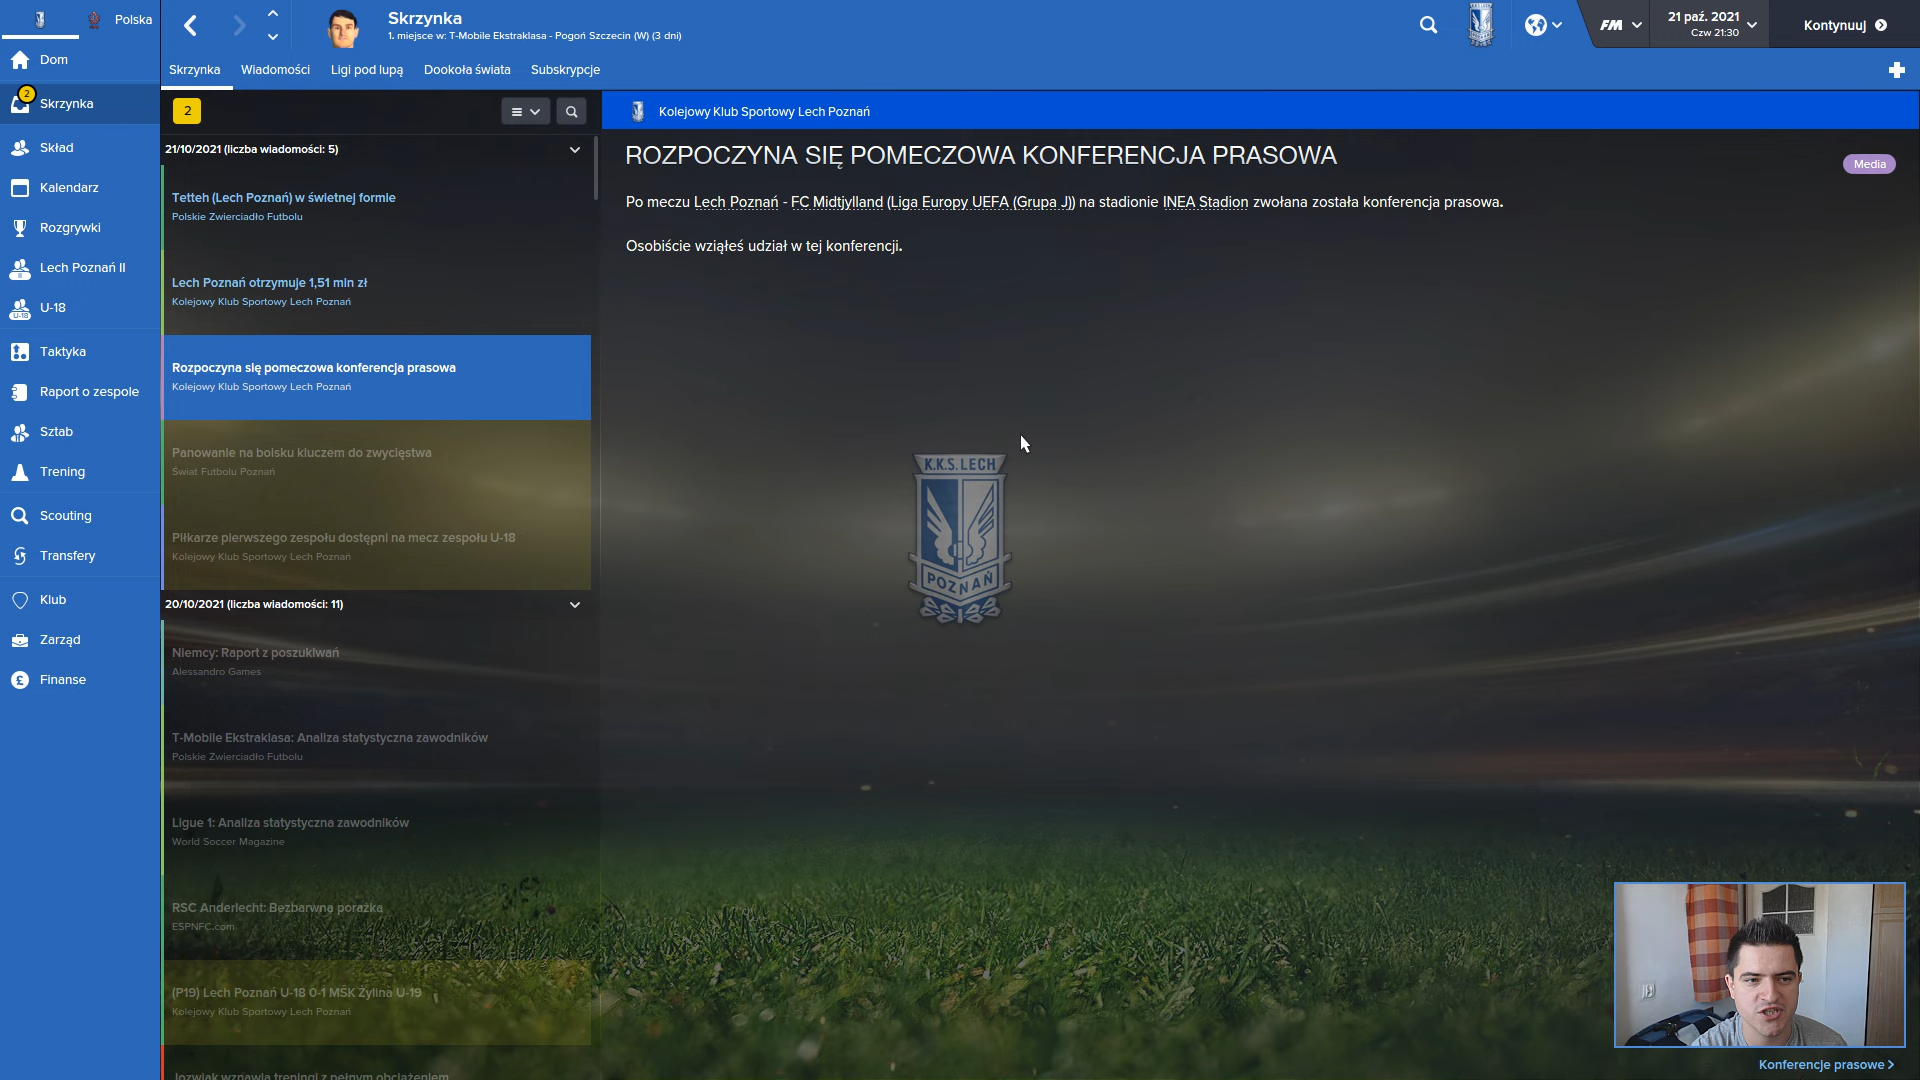 Polska
Skrzynka
1. miejsce w: T-Mobile Ekstraklasa - Pogoń Szczecin (W) (3 dni)
FM
21 paź. 2021
Czw 21:30
Kontynuuj
Skrzynka
Wiadomości
Ligi pod lupą
Dookoła świata
Subskrypcje
Dom
2
Skrzynka
Skład
Kalendarz
Rozgrywki
Lech Poznań II
U-18
Taktyka
Raport o zespole
Sztab
Trening
Scouting
Transfery
Klub
Zarząd
Finanse
2
21/10/2021 (liczba wiadomości: 5)
Tetteh (Lech Poznań) w świetnej formie
Polskie Zwierciadło Futbolu
Lech Poznań otrzymuje 1,51 mln zł
Kolejowy Klub Sportowy Lech Poznań
Rozpoczyna się pomeczowa konferencja prasowa
Kolejowy Klub Sportowy Lech Poznań
Panowanie na boisku kluczem do zwycięstwa
Świat Futbolu Poznań
Piłkarze pierwszego zespołu dostępni na mecz zespołu U-18
Kolejowy Klub Sportowy Lech Poznań
20/10/2021 (liczba wiadomości: 11)
Niemcy: Raport z poszukiwań
Alessandro Games
T-Mobile Ekstraklasa: Analiza statystyczna zawodników
Polskie Zwierciadło Futbolu
Ligue 1: Analiza statystyczna zawodników
World Soccer Magazine
RSC Anderlecht: Bezbarwna porażka
ESPNFC.com
(P19) Lech Poznań U-18 0-1 MŠK Žylina U-19
Kolejowy Klub Sportowy Lech Poznań
Jozwiak wznawia treningi z pełnym obciążeniem
Kolejowy Klub Sportowy Lech Poznań
ROZPOCZYNA SIĘ POMECZOWA KONFERENCJA PRASOWA
Media
Po meczu Lech Poznań - FC Midtjylland (Liga Europy UEFA (Grupa J)) na stadionie INEA Stadion zwołana została konferencja prasowa.
Osobiście wziąłeś udział w tej konferencji.
K.K.S. LECH
POZNAŃ
Konferencje prasowe